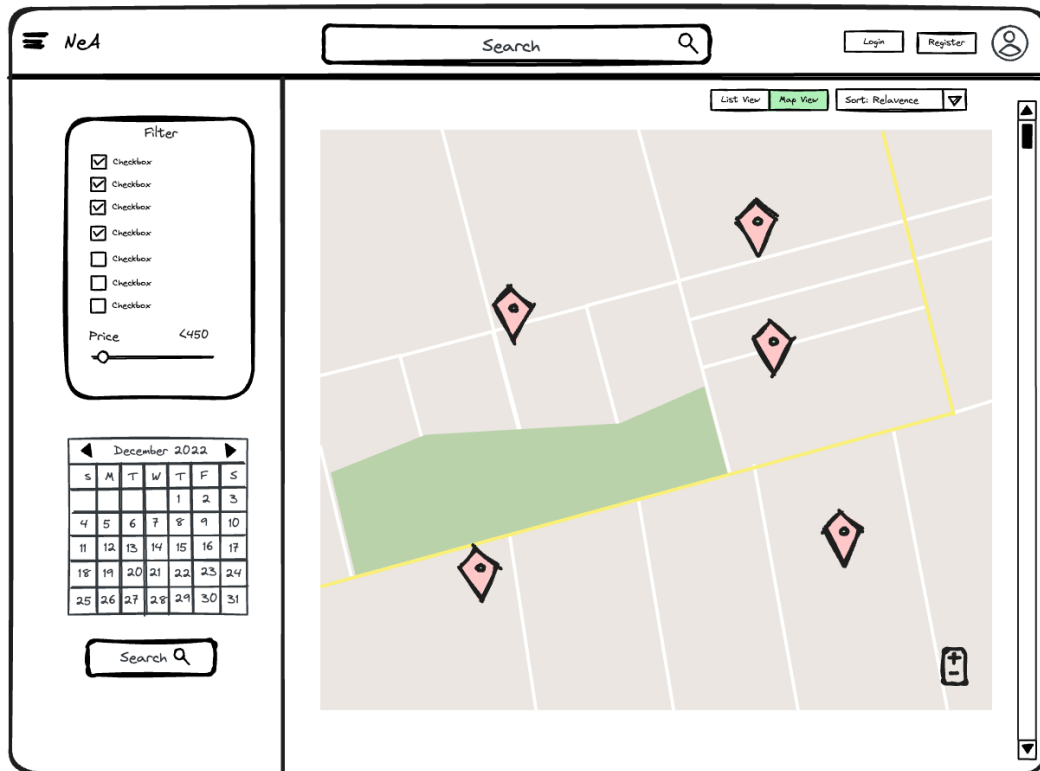 NeA
Search
Login
Register
List View
Map View
Sort: Relavence
Filter
Checkbox
Checkbox
Checkbox
Checkbox
Checkbox
Checkbox
Checkbox
Price <450
December 2022
S M T W T F S
1 2 3
4 5 6 7 8 9 10
11 12 13 14 15 16 17
18 19 20 21 22 23 24
25 26 27 28 29 30 31
Search
+
-